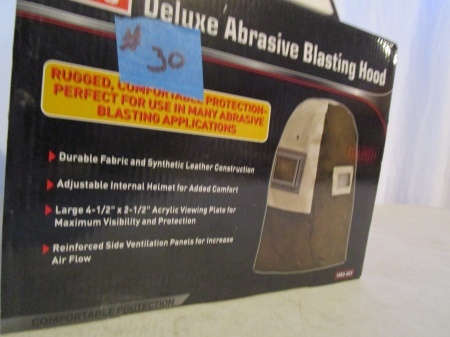 Deluxe Abrasive Blasting Hood
# 30
RUGGED, COMFORTABLE PROTECTION-
PERFECT FOR USE IN MANY ABRASIVE
BLASTING APPLICATIONS
Durable Fabric and Synthetic Leather Construction
Adjustable Internal Helmet for Added Comfort
Large 4-1/2" x 2-1/2" Acrylic Viewing Plate for
Maximum Visibility and Protection
Reinforced Side Ventilation Panels for Increase
Air Flow
COMFORTABLE PROTECTION